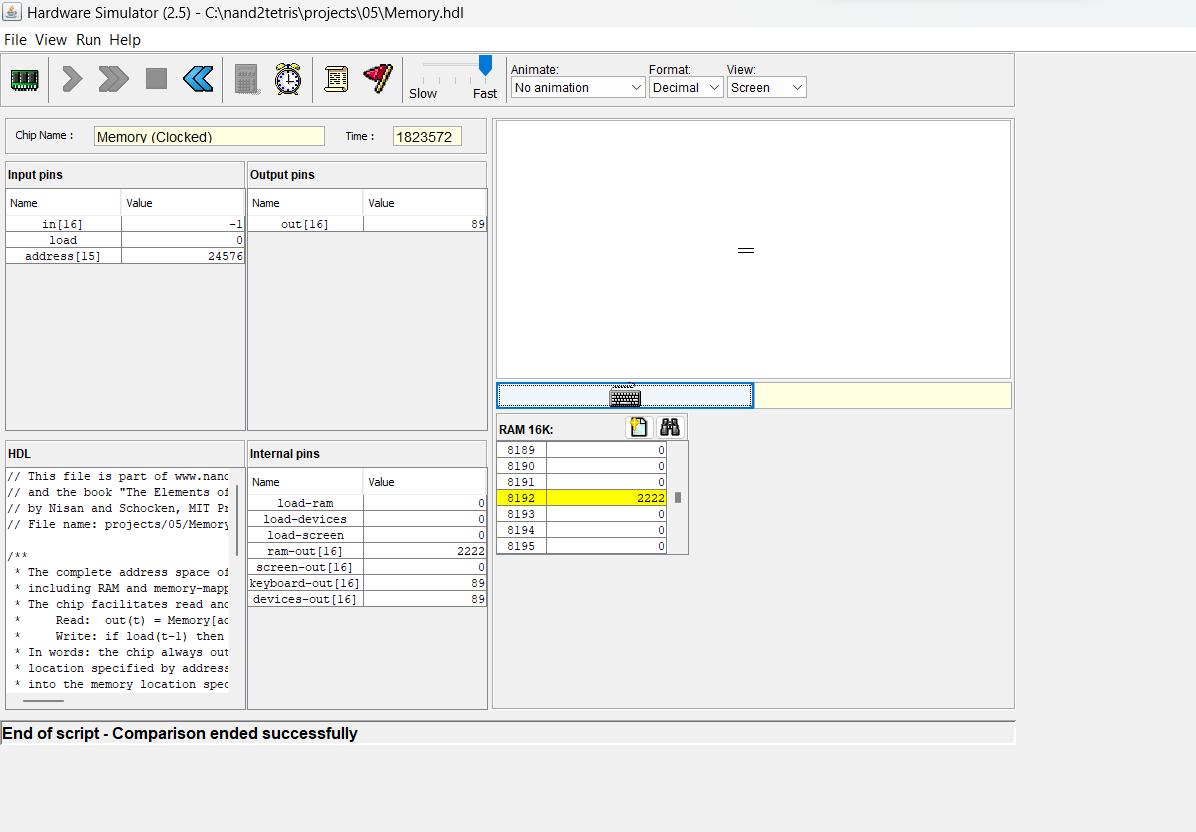 Hardware Simulator (2.5) - C:\nand2tetris\projects\05\Memory.hdl
File View Run Help
Slow Fast
Animate: Format: View:
No animation Decimal Screen
Chip Name : Memory (Clocked) Time : 1823572
Input pins
Name Value
in[16] -1
load 0
address[15] 24576
Output pins
Name Value
out[16] 89
HDL
// This file is part of www.nand
// and the book "The Elements of
// by Nisan and Schocken, MIT Pr
// File name: projects/05/Memory
/**
* The complete address space of
* including RAM and memory-mapp
* The chip facilitates read and
* Read: out(t) = Memory[ad
* Write: if load(t-1) then
* In words: the chip always out
* location specified by address
* into the memory location spec
Internal pins
Name Value
load-ram 0
load-devices 0
load-screen 0
ram-out[16] 2222
screen-out[16] 0
keyboard-out[16] 89
devices-out[16] 89
RAM 16K:
8189 0
8190 0
8191 0
8192 2222
8193 0
8194 0
8195 0
End of script - Comparison ended successfully